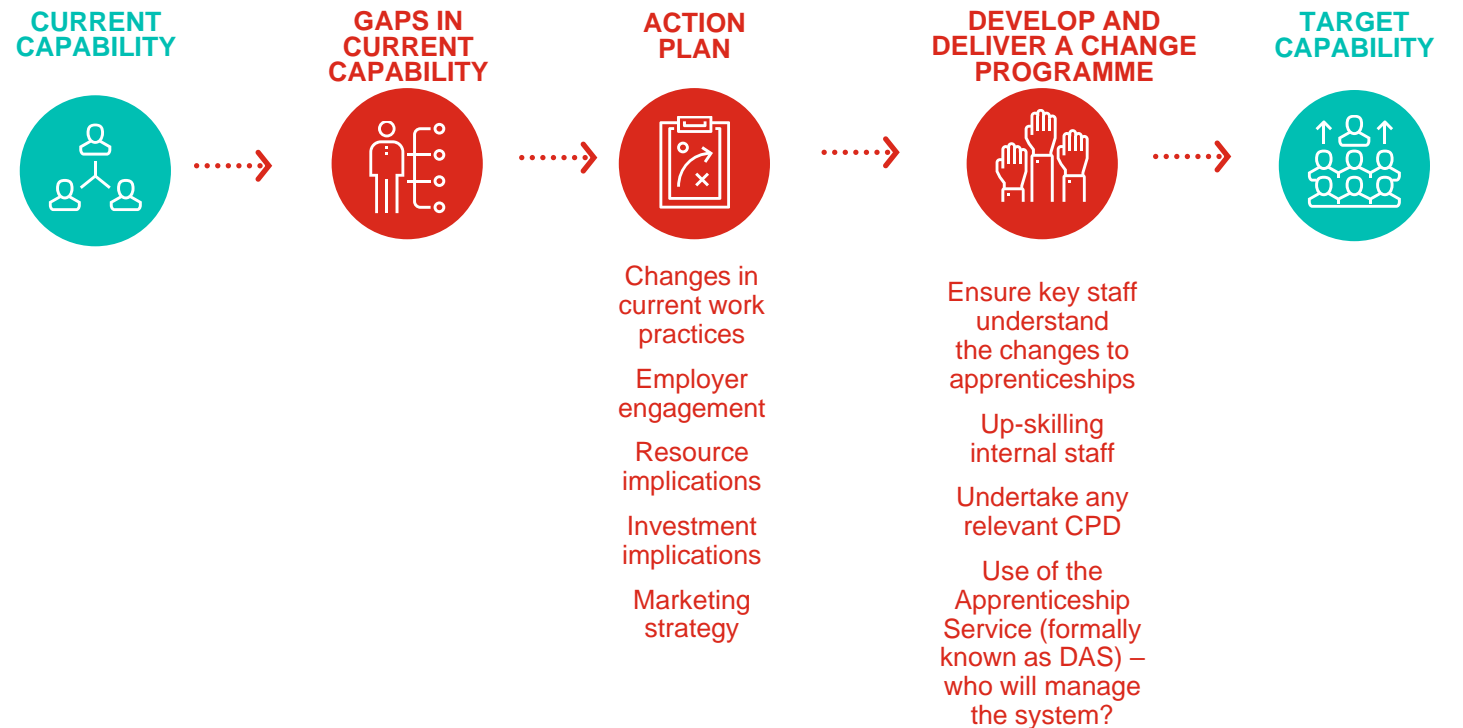 CURRENT
CAPABILITY
GAPS IN
CURRENT
CAPABILITY
ACTION
PLAN
Changes in
current work
practices
Employer
engagement
Resource
implications
Investment
implications
Marketing
strategy
DEVELOP AND
DELIVER A CHANGE
PROGRAMME
Ensure key staff
understand
the changes to
apprenticeships
Up-skilling
internal staff
Undertake any
relevant CPD
Use of the
Apprenticeship
Service (formally
known as DAS) –
who will manage
the system?
TARGET
CAPABILITY